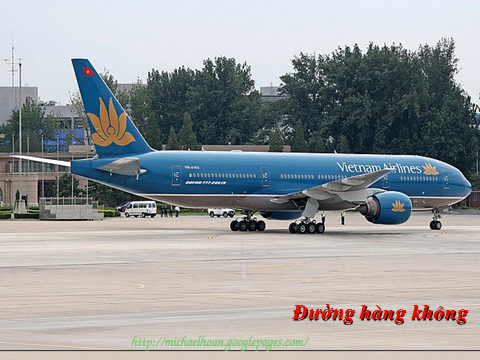 Vietnam Airlines
BOEING 777-200ER
Đường hàng không
http://michaelhoan.googlepages.com/